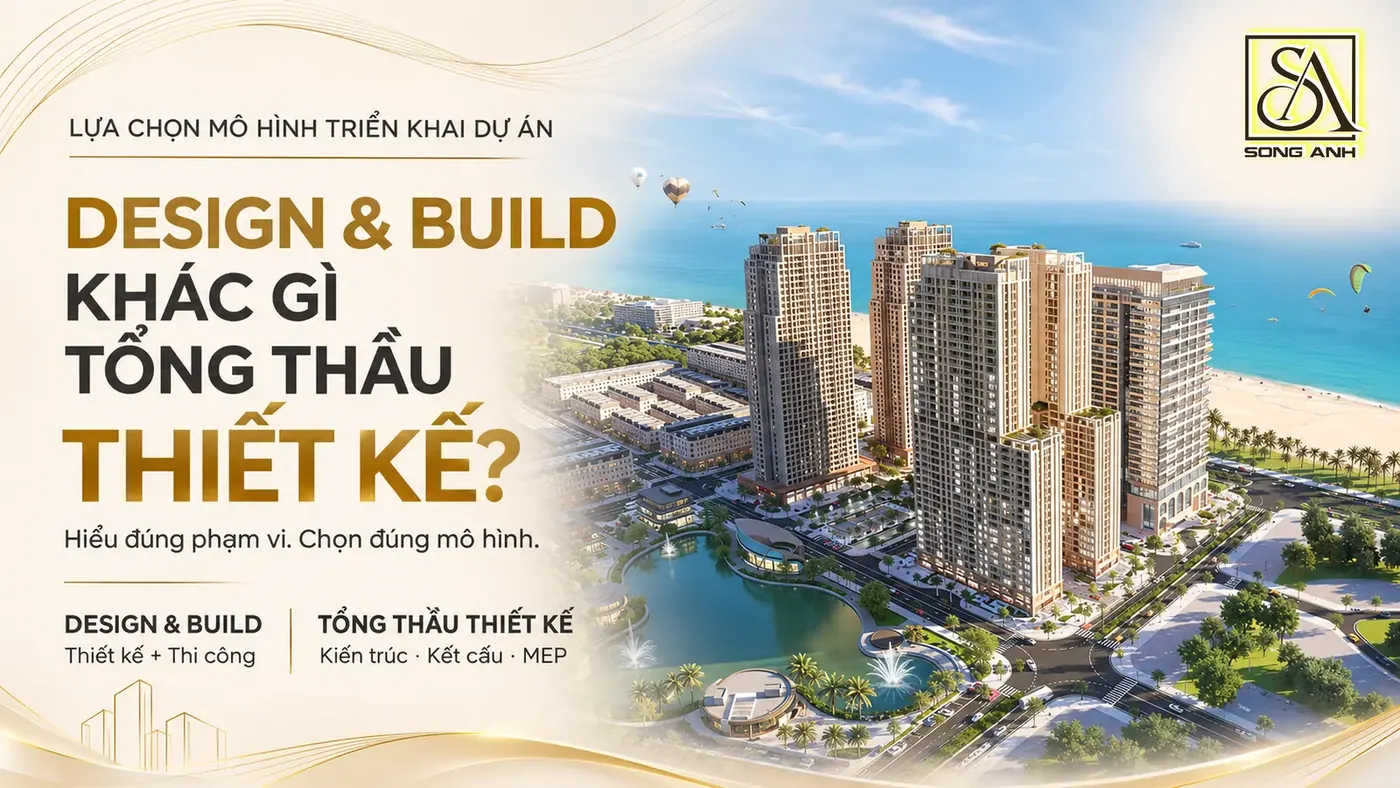 LỰA CHỌN MÔ HÌNH TRIỂN KHAI DỰ ÁN
DESIGN & BUILD
KHÁC GÌ
TỔNG THẦU
THIẾT KẾ?
Hiểu đúng phạm vi. Chọn đúng mô hình.
DESIGN & BUILD
Thiết kế + Thi công
TỔNG THẦU THIẾT KẾ
Kiến trúc · Kết cấu · MEP
SA
SONG ANH